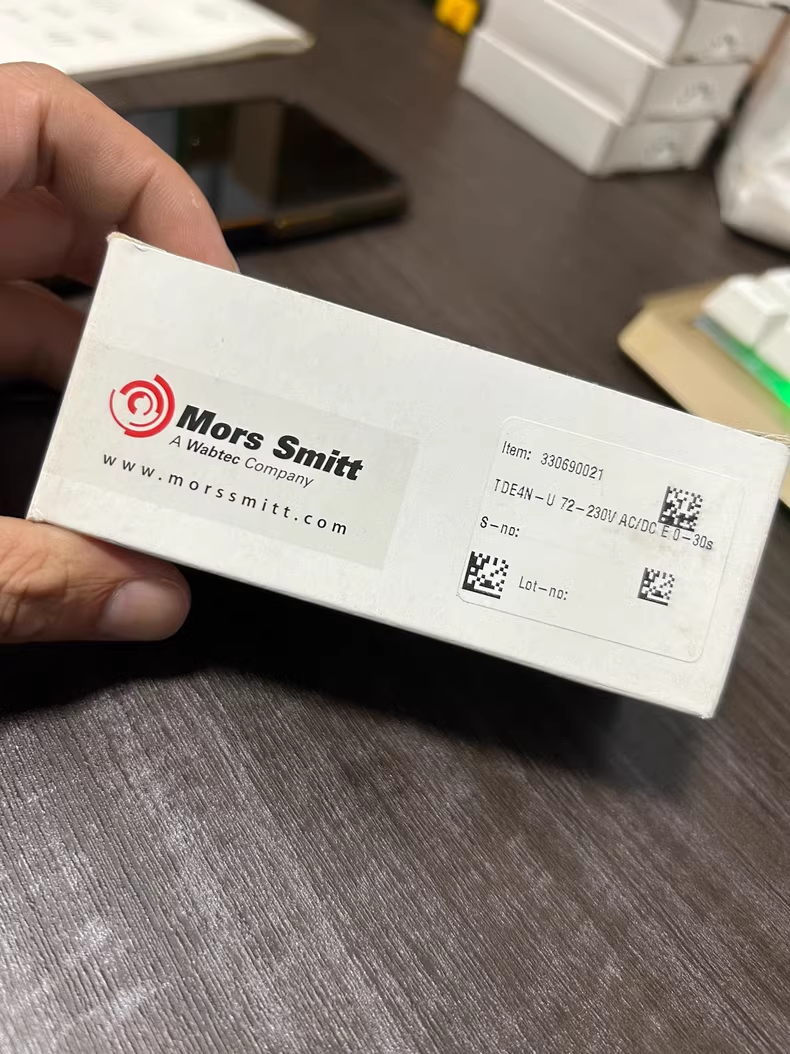 Mors Smitt
A Wabtec Company
www.morssmitt.com
Item: 330690021
TDE4N-U 72-230V AC/DC E 0-30s
S-no:
Lot-no: